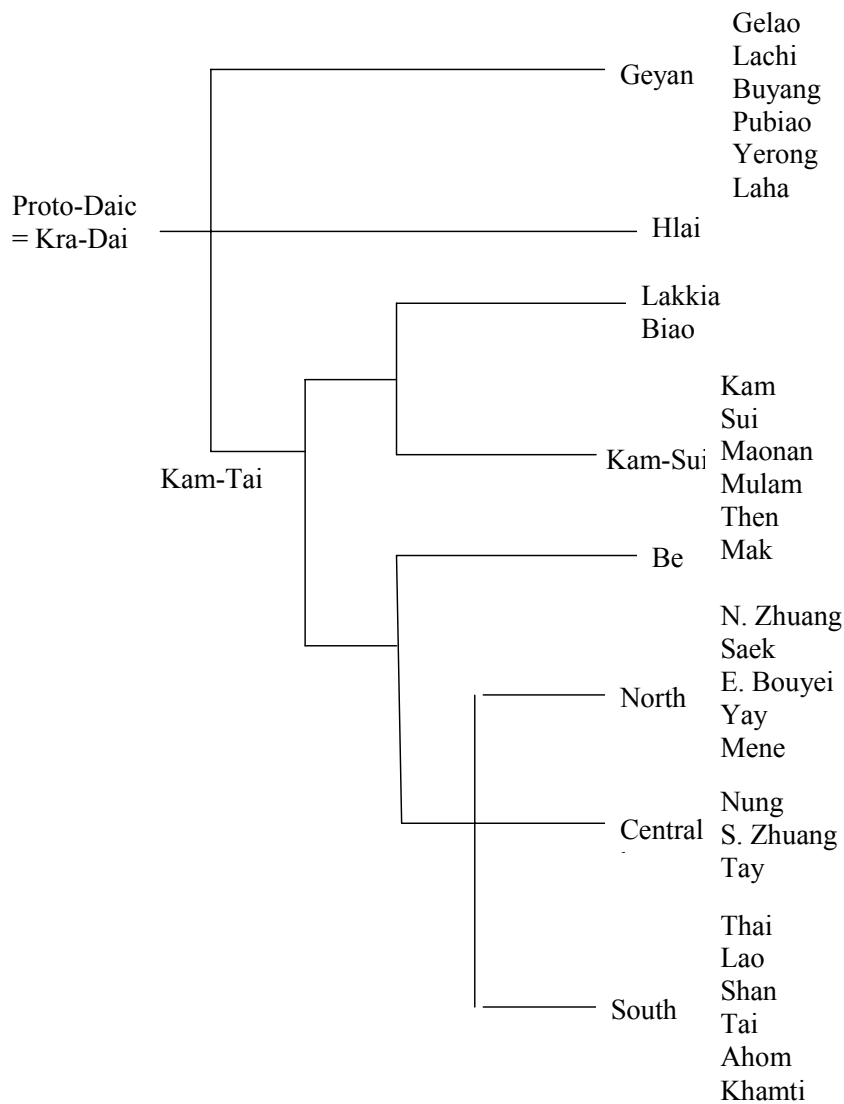 Gelao
Lachi
Geyan
Buyang
Pubiao
Yerong
Laha
Proto-Daic
= Kra-Dai
Hlai
Lakkia
Biao
Kam
Sui
Kam-Sui
Maonan
Mulam
Then
Mak
Kam-Tai
Be
N. Zhuang
Saek
North
E. Bouyei
Yay
Mene
Nung
Central
S. Zhuang
Tay
Thai
Lao
Shan
South
Tai
Ahom
Khamti